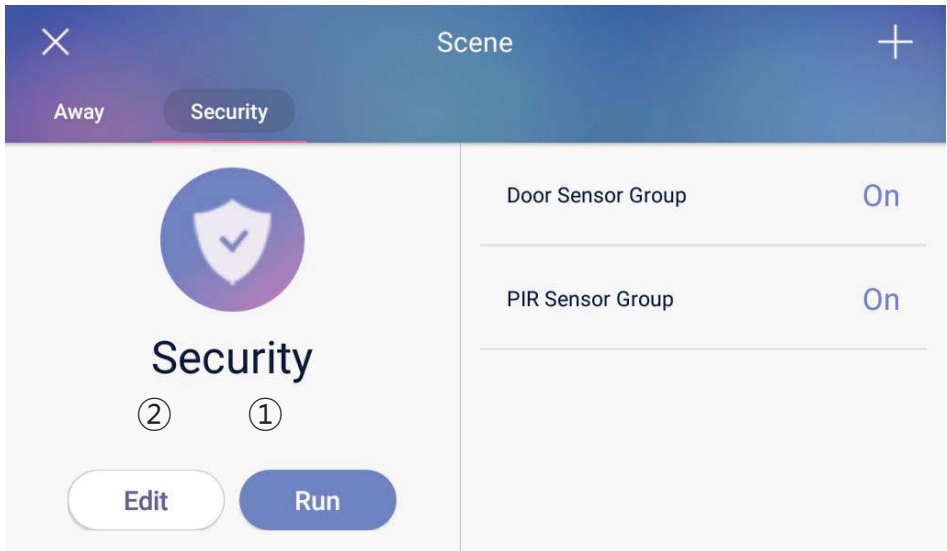 Scene
Away Security
Door Sensor Group On
PIR Sensor Group On
Security
② ①
Edit Run